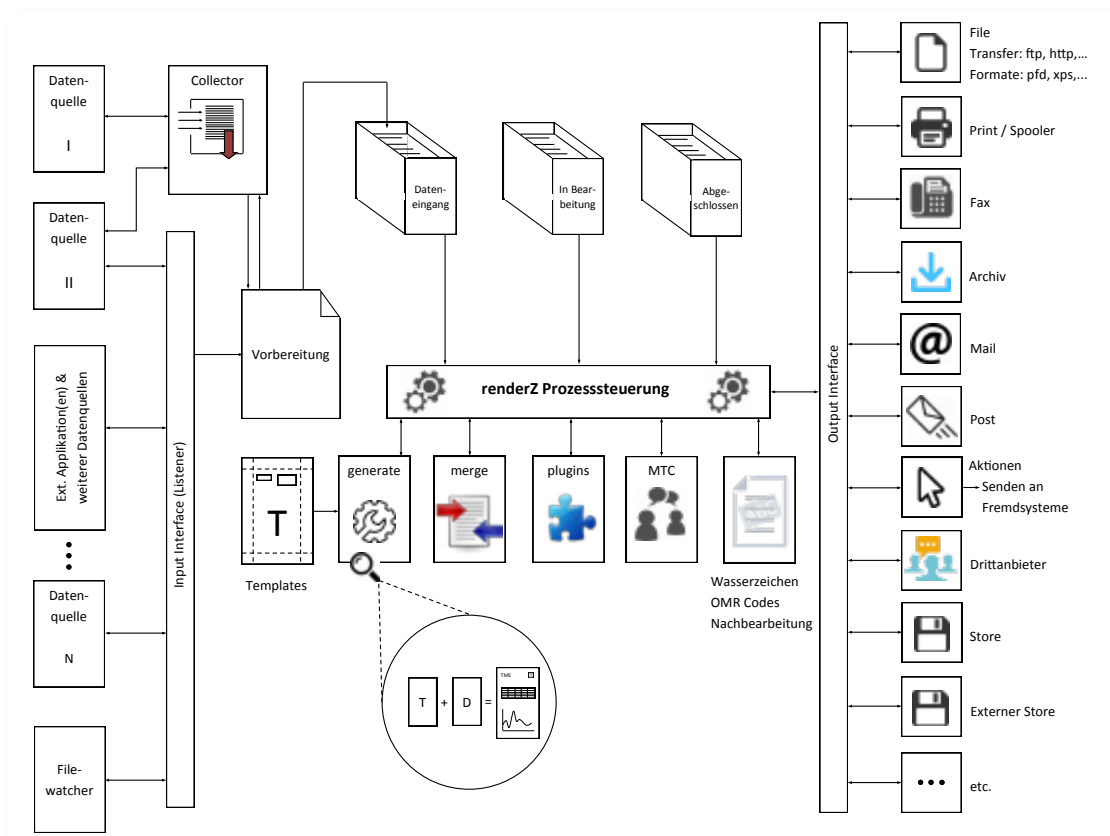 Daten-
quelle
I
Collector
Daten-
quelle
II
Ext. Applikation(en) &
weiterer Datenquellen
Daten-
quelle
N
File-
watcher
Input Interface (Listener)
Vorbereitung
Daten-
eingang
In Bear-
beitung
Abge-
schlossen
renderZ Prozesssteuerung
T
Templates
generate
merge
plugins
MTC
Wasserzeichen
OMR Codes
Nachbearbeitung
T + D =
TME
Output Interface
File
Transfer: ftp, http,...
Formate: pfd, xps,...
Print / Spooler
Fax
Archiv
@
Mail
Post
Aktionen
Senden an
Fremdsysteme
Drittanbieter
Store
Externer Store
etc.